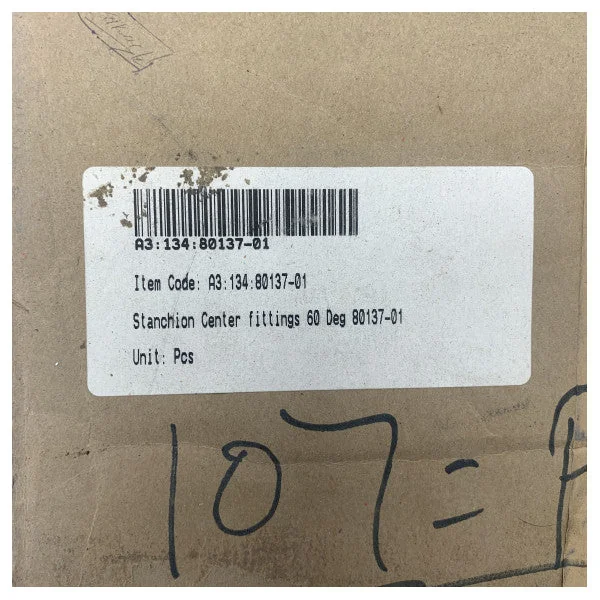 A3:134:80137-01
Item Code: A3:134:80137-01
Stanchion Center fittings 60 Deg 80137-01
Unit: Pcs
107 = P